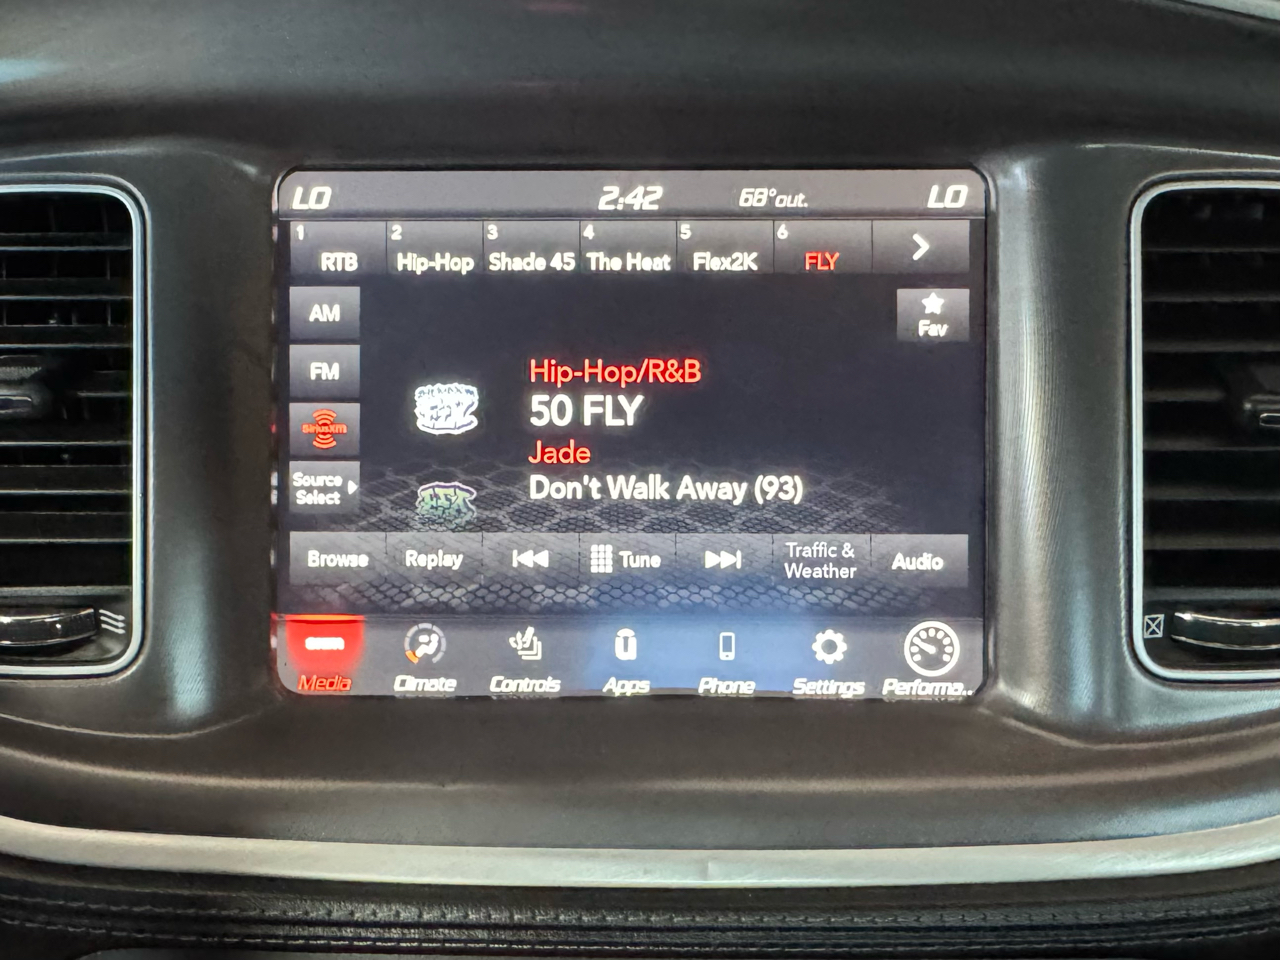 LO 2:42 68°out. LO
1 2 3 4 5 6
RTB Hip-Hop Shade 45 The Heat Flex2K FLY
AM
Fav
FM
Hip-Hop/R&B
50 FLY
SiriusXM
Jade
Source
Select
Don't Walk Away (93)
Browse Replay Tune Traffic &
Weather Audio
Media Climate Controls Apps Phone Settings Performa..